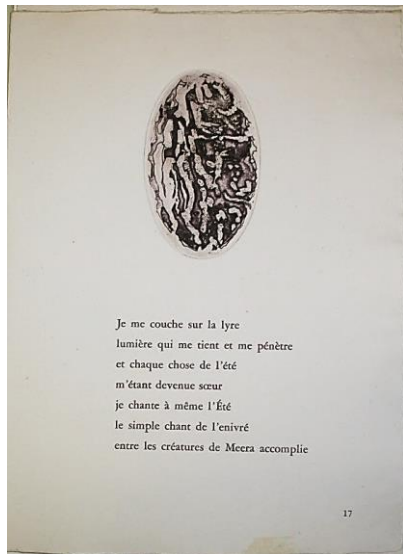 Je me couche sur la lyre
lumière qui me tient et me pénètre
et chaque chose de l'été
m'étant devenue sœur
je chante à même l'Été
le simple chant de l'enivré
entre les créatures de Meera accomplie
17